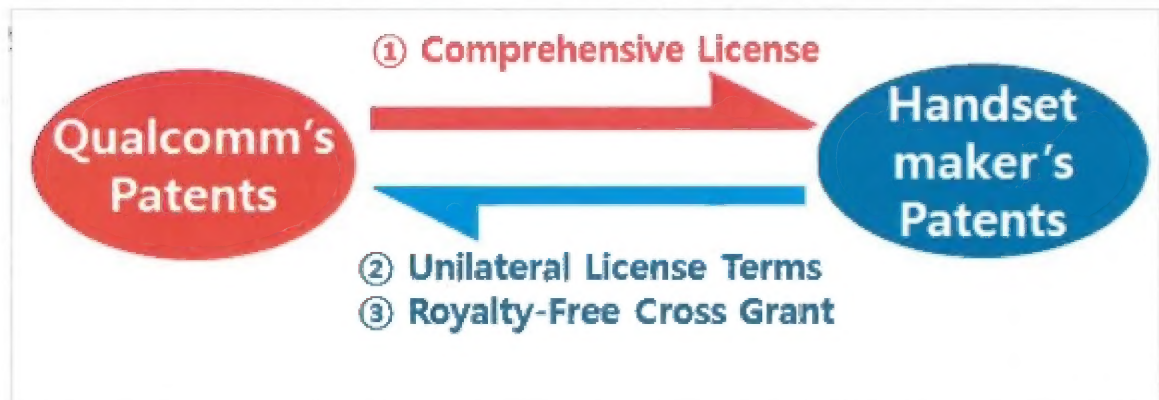 ① Comprehensive License
Qualcomm's
Patents
Handset
maker's
Patents
② Unilateral License Terms
③ Royalty-Free Cross Grant